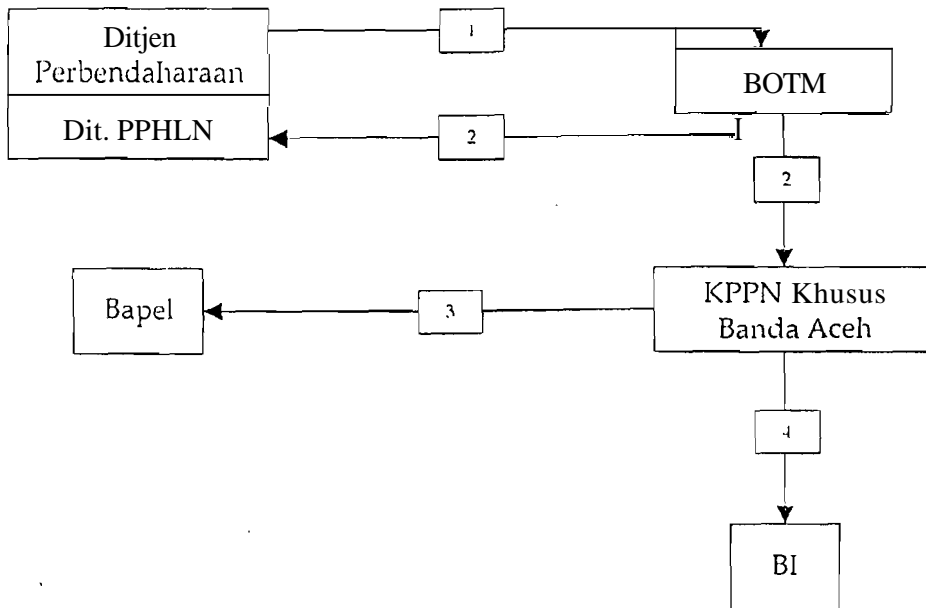 Ditjen
Perbendaharaan
1
BOTM
Dit. PPHLN
2
2
Bapel
3
KPPN Khusus
Banda Aceh
4
BI